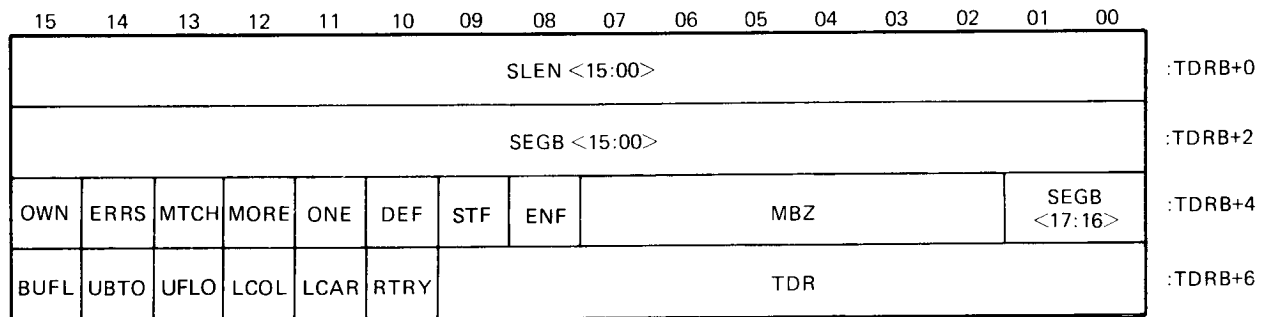 15 14 13 12 11 10 09 08 07 06 05 04 03 02 01 00
SLEN <15:00> :TDRB+0
SEGB <15:00> :TDRB+2
OWN ERRS MTCH MORE ONE DEF STF ENF MBZ SEGB <17:16> :TDRB+4
BUFL UBTO UFLO LCOL LCAR RTRY TDR :TDRB+6